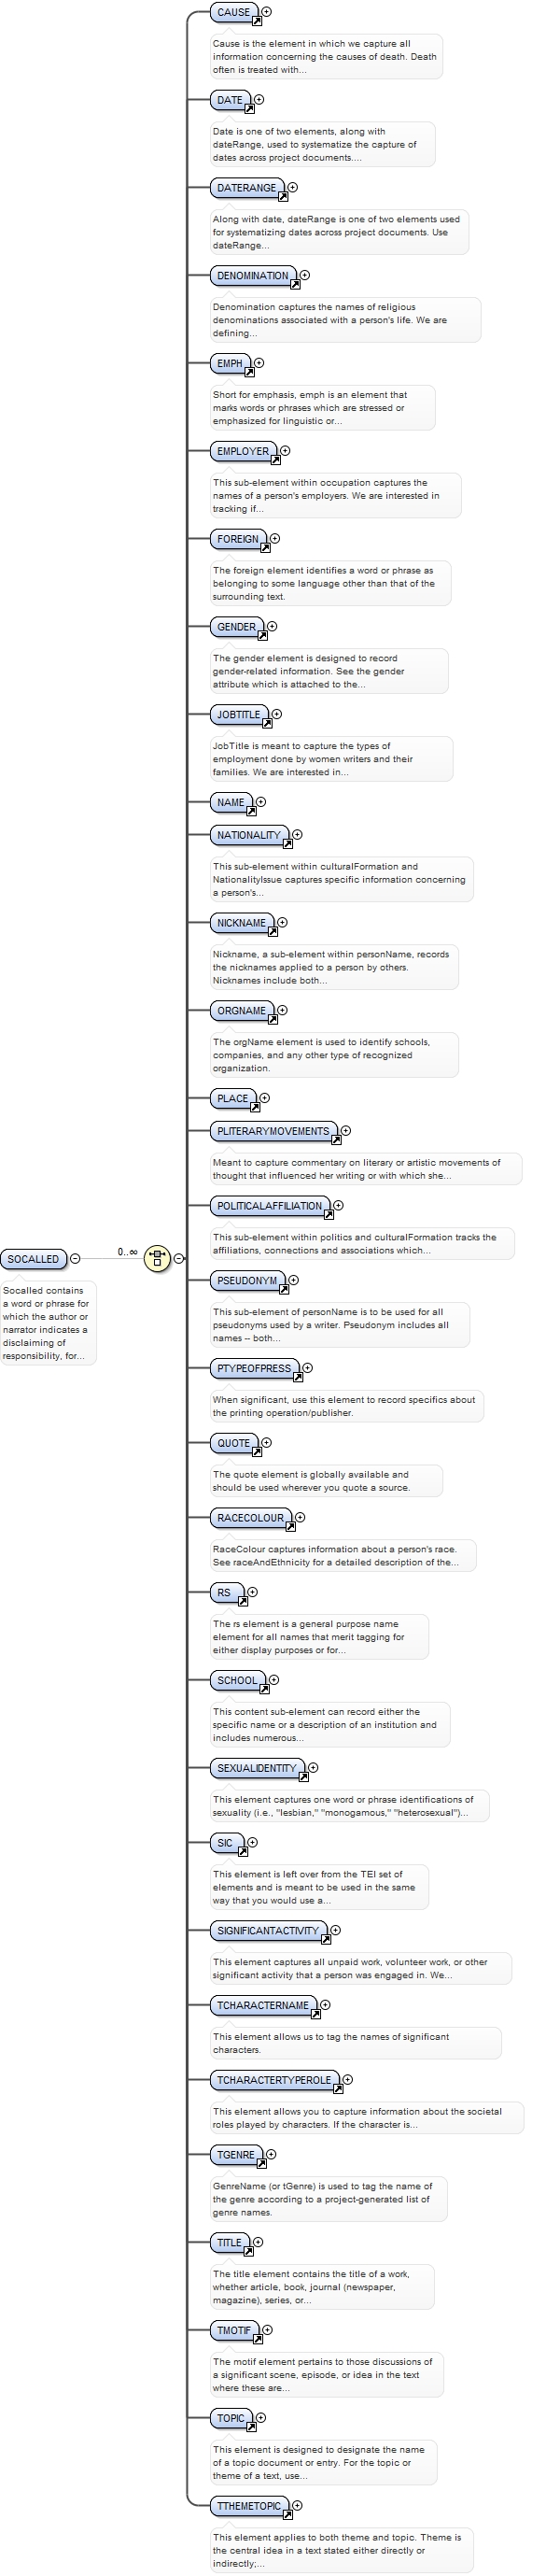 CAUSE
Cause is the element in which we capture all
information concerning the causes of death. Death
often is treated with...
DATE
Date is one of two elements, along with
dateRange, used to systematize the capture of
dates across project documents....
DATERANGE
Along with date, dateRange is one of two elements used
for systematizing dates across project documents. Use
dateRange...
DENOMINATION
Denomination captures the names of religious
denominations associated with a person's life. We are
defining...
EMPH
Short for emphasis, emph is an element that
marks words or phrases which are stressed or
emphasized for linguistic or...
EMPLOYER
This sub-element within occupation captures the
names of a person's employers. We are interested in
tracking if...
FOREIGN
The foreign element identifies a word or phrase as
belonging to some language other than that of the
surrounding text.
GENDER
The gender element is designed to record
gender-related information. See the gender
attribute which is attached to the...
JOBTITLE
JobTitle is meant to capture the types of
employment done by women writers and their
families. We are interested in...
NAME
NATIONALITY
This sub-element within culturalFormation and
NationalityIssue captures specific information concerning
a person's...
NICKNAME
Nickname, a sub-element within personName, records
the nicknames applied to a person by others.
Nicknames include both...
ORGNAME
The orgName element is used to identify schools,
companies, and any other type of recognized
organization.
PLACE
PLITERARYMOVEMENTS
Meant to capture commentary on literary or artistic movements of
thought that influenced her writing or with which she...
POLITICALAFFILIATION
This sub-element within politics and culturalFormation tracks the
affiliations, connections and associations which...
SOCALLED
0..∞
Socalled contains
a word or phrase for
which the author or
narrator indicates a
disclaiming of
responsibility, for...
PSEUDONYM
This sub-element of personName is to be used for all
pseudonyms used by a writer. Pseudonym includes all
names -- both...
PTYPEOFPRESS
When significant, use this element to record specifics about
the printing operation/publisher.
QUOTE
The quote element is globally available and
should be used wherever you quote a source.
RACECOLOUR
RaceColour captures information about a person's race.
See raceAndEthnicity for a detailed description of the...
RS
The rs element is a general purpose name
element for all names that merit tagging for
either display purposes or for...
SCHOOL
This content sub-element can record either the
specific name or a description of an institution and
includes numerous...
SEXUALIDENTITY
This element captures one word or phrase identifications of
sexuality (i.e., "lesbian," "monogamous," "heterosexual")...
SIC
This element is left over from the TEI set of
elements and is meant to be used in the same
way that you would use a...
SIGNIFICANTACTIVITY
This element captures all unpaid work, volunteer work, or other
significant activity that a person was engaged in. We...
TCHARACTERNAME
This element allows us to tag the names of significant
characters.
TCHARACTERTYPEROLE
This element allows you to capture information about the societal
roles played by characters. If the character is...
TGENRE
GenreName (or tGenre) is used to tag the name of
the genre according to a project-generated list of
genre names.
TITLE
The title element contains the title of a work,
whether article, book, journal (newspaper,
magazine), series, or...
TMOTIF
The motif element pertains to those discussions of
a significant scene, episode, or idea in the text
where these are...
TOPIC
This element is designed to designate the name
of a topic document or entry. For the topic or
theme of a text, use...
TTHEMETOPIC
This element applies to both theme and topic. Theme is
the central idea in a text stated either directly or
indirectly;...